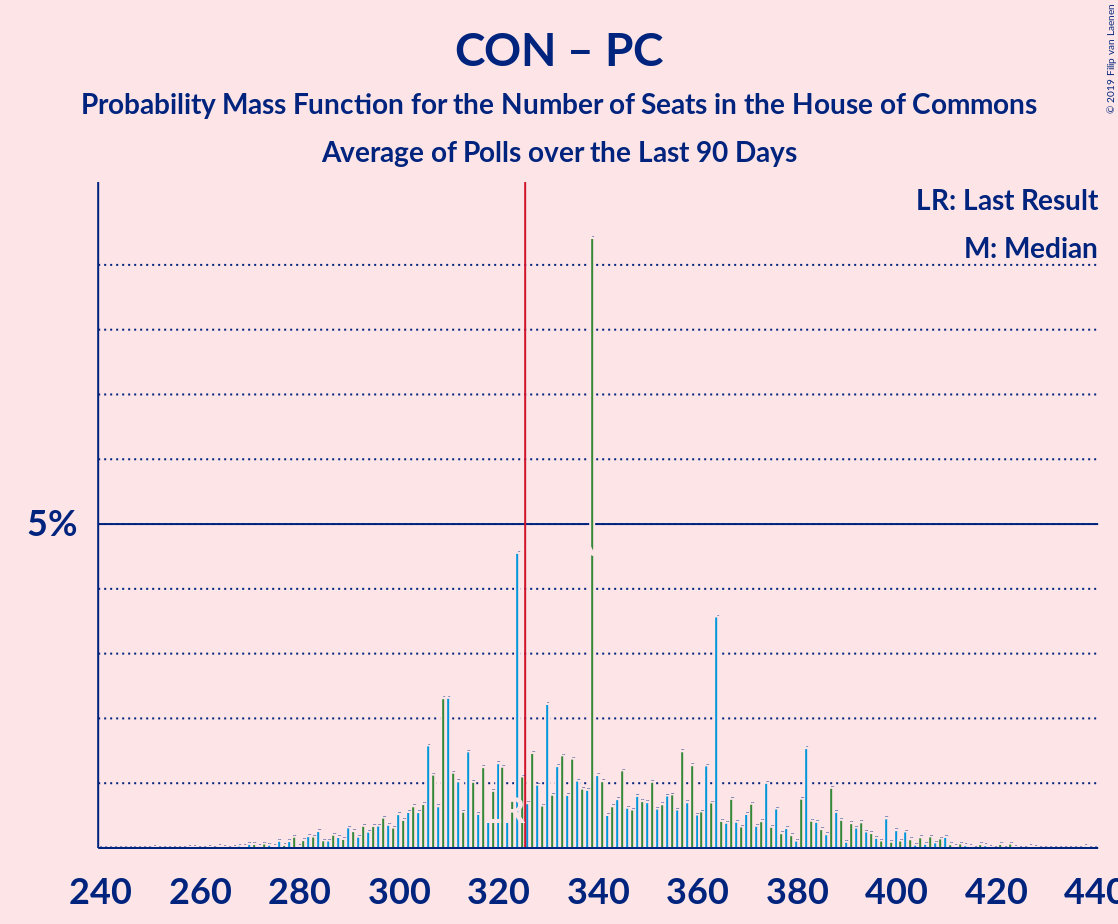 CON – PC
Probability Mass Function for the Number of Seats in the House of Commons
Average of Polls over the Last 90 Days
© 2019 Filip van Laenen
LR: Last Result
M: Median
5%
240 260 280 300 320 340 360 380 400 420 440